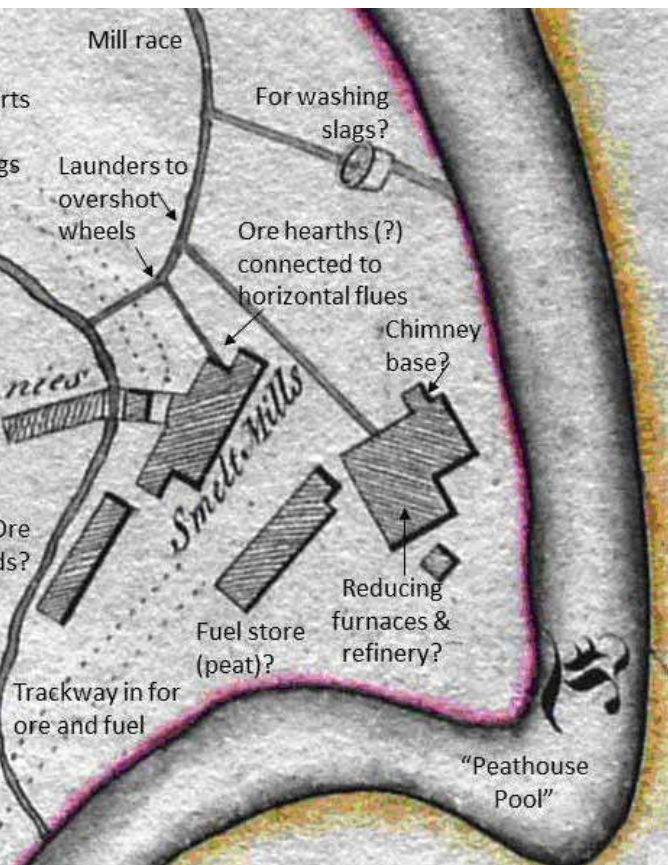 Mill race
rts
For washing
slags?
gs
Launders to
overshot
wheels
Ore hearths (?)
connected to
horizontal flues
Chimney
base?
nies
Smelt Mills
Ore
ds?
Reducing
furnaces &
refinery?
Fuel store
(peat)?
Trackway in for
ore and fuel
"Peathouse
Pool"